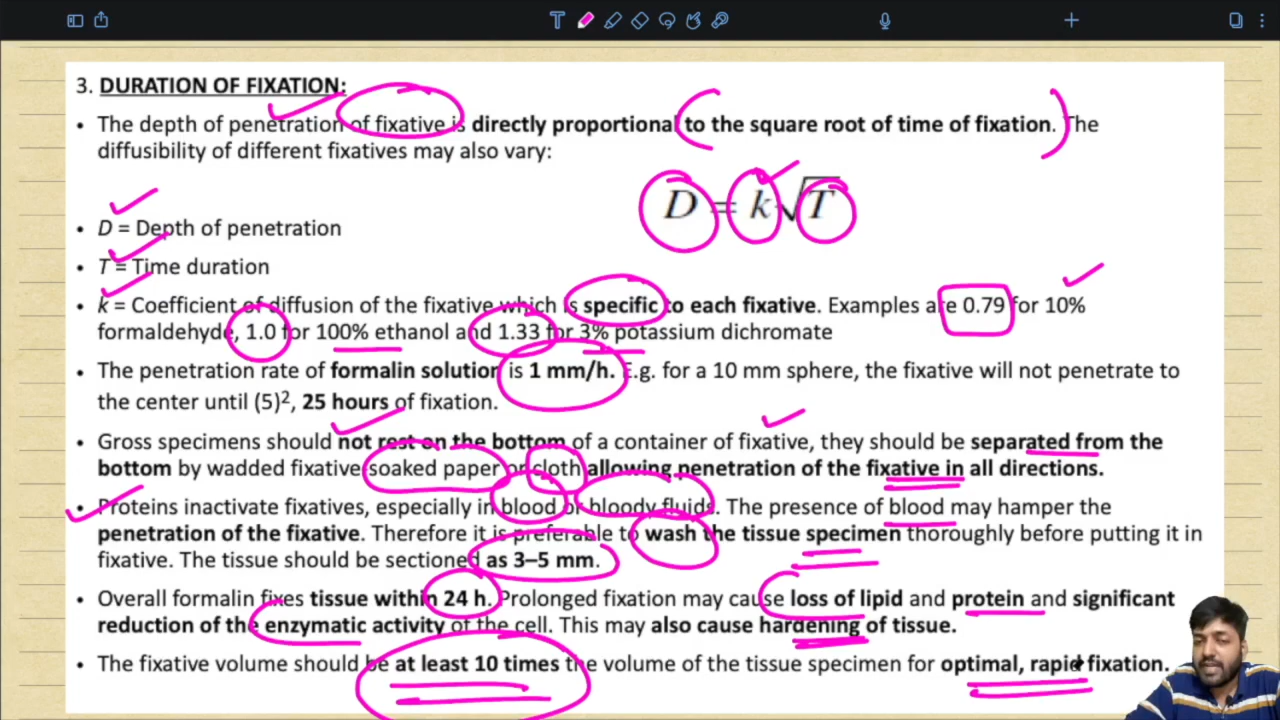 3. DURATION OF FIXATION:
• The depth of penetration of fixative is directly proportional to the square root of time of fixation. The
diffusibility of different fixatives may also vary:
D = k√T
• D = Depth of penetration
• T = Time duration
• k = Coefficient of diffusion of the fixative which is specific to each fixative. Examples are 0.79 for 10%
formaldehyde, 1.0 for 100% ethanol and 1.33 for 3% potassium dichromate
• The penetration rate of formalin solution is 1 mm/h. E.g. for a 10 mm sphere, the fixative will not penetrate to
the center until (5)², 25 hours of fixation.
• Gross specimens should not rest on the bottom of a container of fixative, they should be separated from the
bottom by wadded fixative soaked paper or cloth allowing penetration of the fixative in all directions.
• Proteins inactivate fixatives, especially in blood or bloody fluids. The presence of blood may hamper the
penetration of the fixative. Therefore it is preferable to wash the tissue specimen thoroughly before putting it in
fixative. The tissue should be sectioned as 3–5 mm.
• Overall formalin fixes tissue within 24 h. Prolonged fixation may cause loss of lipid and protein and significant
reduction of the enzymatic activity of the cell. This may also cause hardening of tissue.
• The fixative volume should be at least 10 times the volume of the tissue specimen for optimal, rapid fixation.